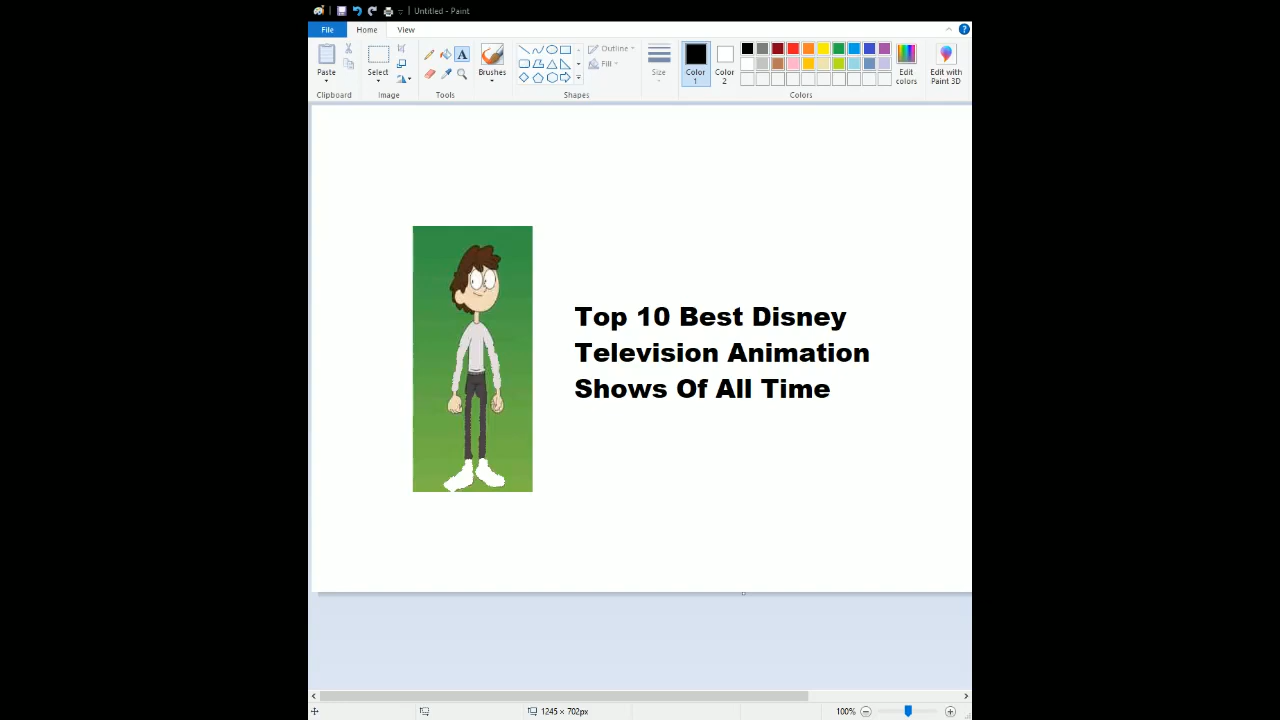 Untitled - Paint
File
Home
View
Paste
Select
A
Brushes
Outline
Fill
Size
Color 1
Color 2
Edit colors
Edit with Paint 3D
Clipboard
Image
Tools
Shapes
Colors
Top 10 Best Disney
Television Animation
Shows Of All Time
1245 × 702px
100%